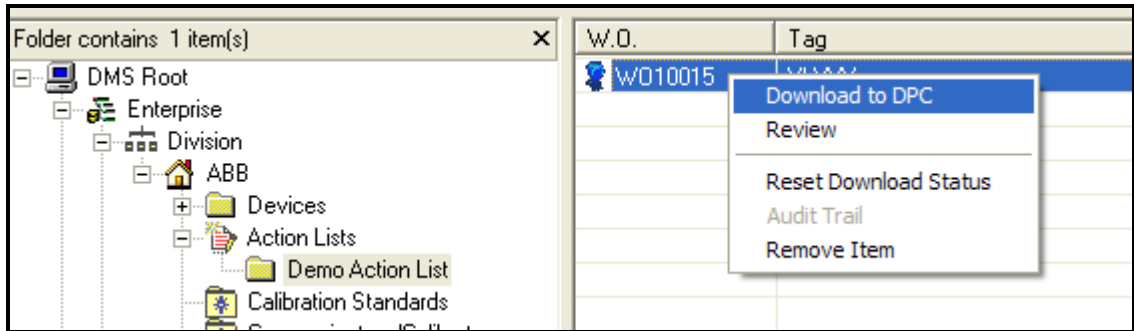 Folder contains 1 item(s)
DMS Root
Enterprise
Division
ABB
Devices
Action Lists
Demo Action List
Calibration Standards
W.O. Tag
WO10015
Download to DPC
Review
Reset Download Status
Audit Trail
Remove Item